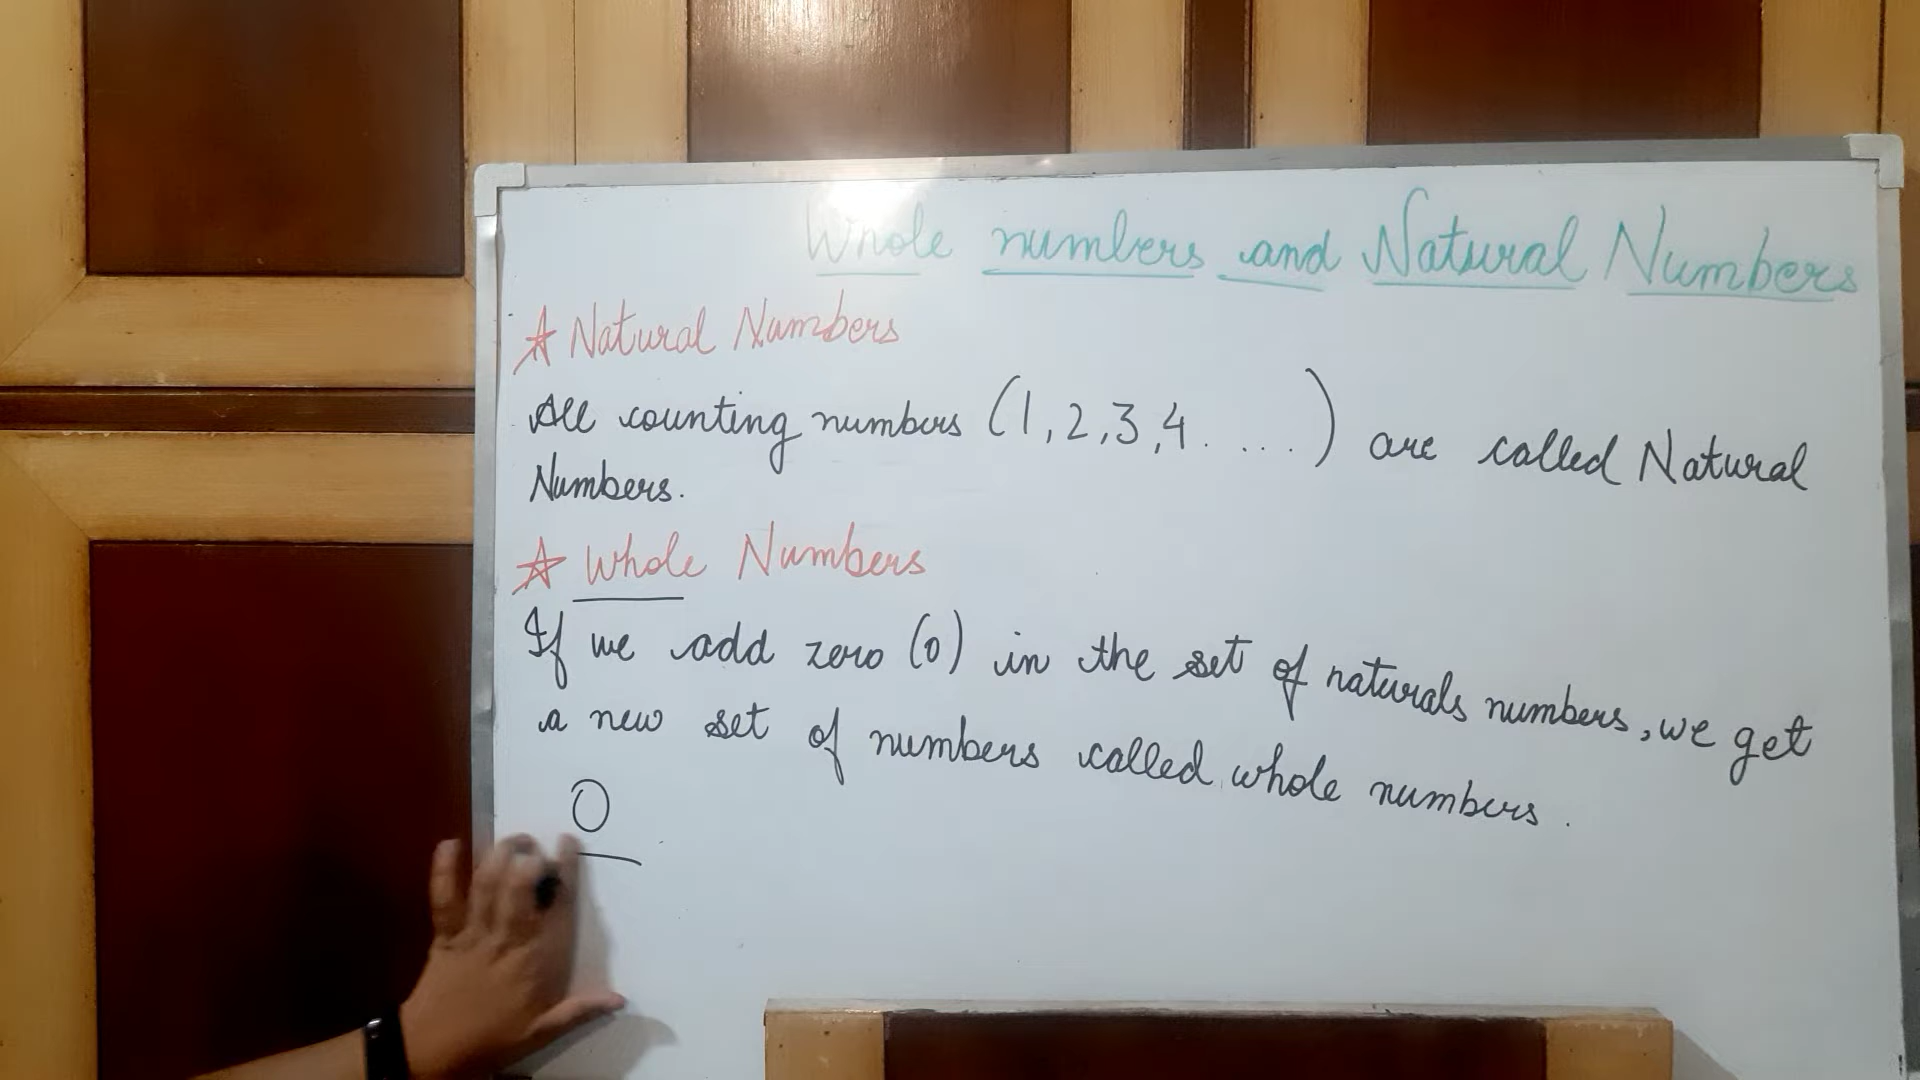 Whole numbers and Natural Numbers
☆ Natural Numbers
All counting numbers (1, 2, 3, 4 . . . . ) are called Natural
Numbers.
☆ Whole Numbers
If we add zero (0) in the set of naturals numbers, we get
a new set of numbers called whole numbers.
0